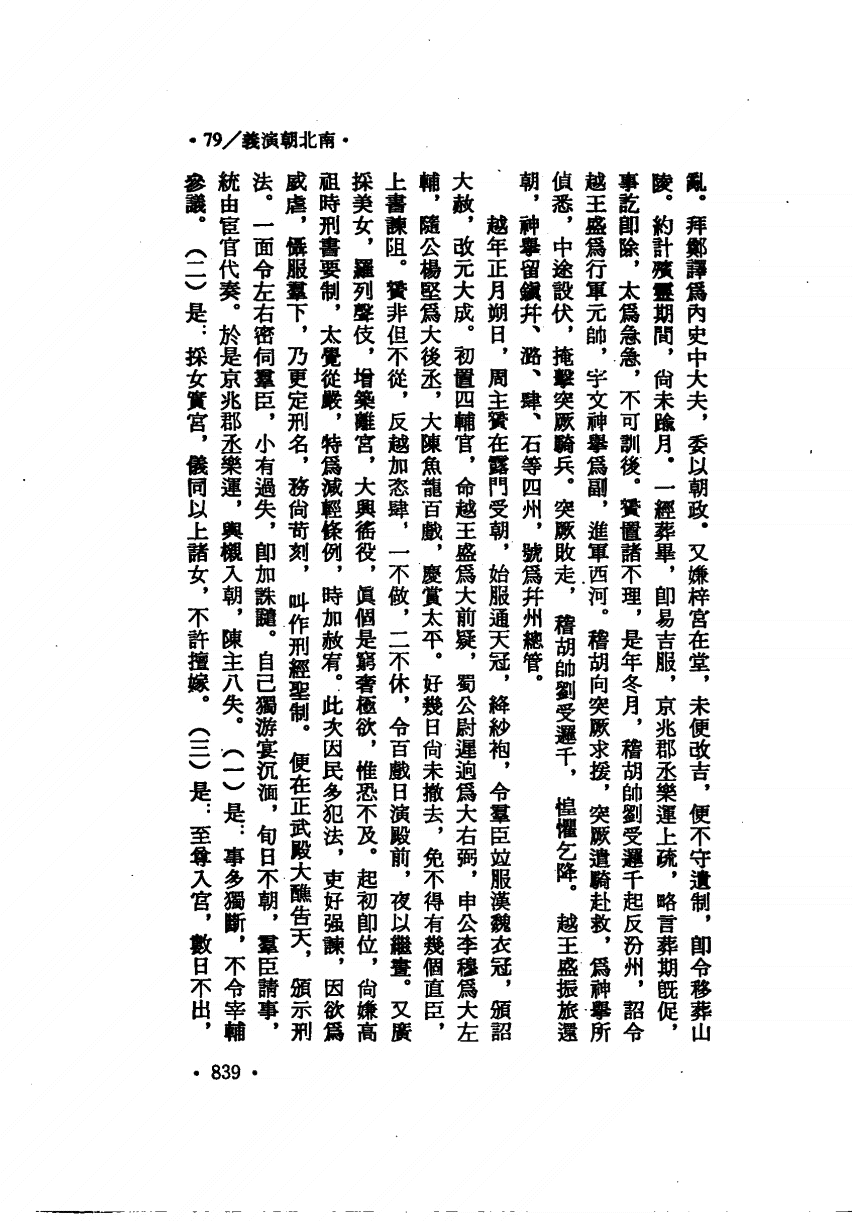 •79/義演朝北南•
亂。拜鄭譯爲內史中大夫，委以朝政。又嫌梓宮在堂，未便改吉，便不守遺制，卽令移葬山
陵。約計殯靈期間，尙未踰月。一經葬畢，卽易吉服，京兆郡丞樂運上疏，略言葬期旣促，
事訖卽除，太爲急急，不可訓後。贇置諸不理，是年冬月，稽胡帥劉受邏千起反汾州，詔令
越王盛爲行軍元帥，宇文神舉爲副，進軍西河。稽胡向突厥求援，突厥遣騎赴救，爲神舉所
偵悉，中途設伏，掩擊突厥騎兵。突厥敗走，稽胡帥劉受邏千，惶懼乞降。越王盛振旅還
朝，神舉留鎭幷、潞、肆、石等四州，號爲幷州總管。
越年正月朔日，周主贇在露門受朝，始服通天冠，絳紗袍，令羣臣竝服漢魏衣冠，頒詔
大赦，改元大成。初置四輔官，命越王盛爲大前疑，蜀公尉遲迥爲大右弼，申公李穆爲大左
輔，隨公楊堅爲大後丞，大陳魚龍百戲，慶賞太平。好幾日尙未撤去，免不得有幾個直臣，
上書諫阻。贇非但不從，反越加恣肆，一不做，二不休，令百戲日演殿前，夜以繼晝。又廣
採美女，羅列聲伎，增築離宮，大興徭役，眞個是窮奢極欲，惟恐不及。起初卽位，尙嫌高
祖時刑書要制，太覺從嚴，特爲減輕條例，時加赦宥。此次因民多犯法，吏好强諫，因欲爲
威虐，懾服羣下，乃更定刑名，務尙苛刻，叫作刑經聖制。便在正武殿大醮告天，頒示刑
法。一面令左右密伺羣臣，小有過失，卽加誅譴。自己獨游宴沉湎，旬日不朝，羣臣請事，
統由宦官代奏。於是京兆郡丞樂運，輿櫬入朝，陳主八失。（一）是：事多獨斷，不令宰輔
參議。（二）是：採女實宮，儀同以上諸女，不許擅嫁。（三）是：至尊入宮，數日不出，
•839•